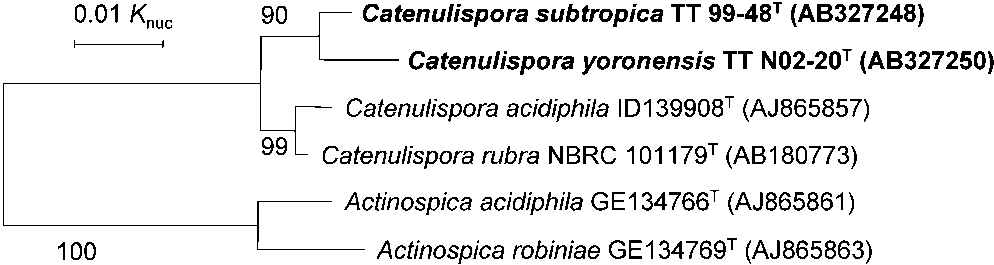 0.01 Knuc
90
Catenulispora subtropica TT 99-48ᵀ (AB327248)
Catenulispora yoronensis TT N02-20ᵀ (AB327250)
Catenulispora acidiphila ID139908ᵀ (AJ865857)
99
Catenulispora rubra NBRC 101179ᵀ (AB180773)
Actinospica acidiphila GE134766ᵀ (AJ865861)
100
Actinospica robiniae GE134769ᵀ (AJ865863)